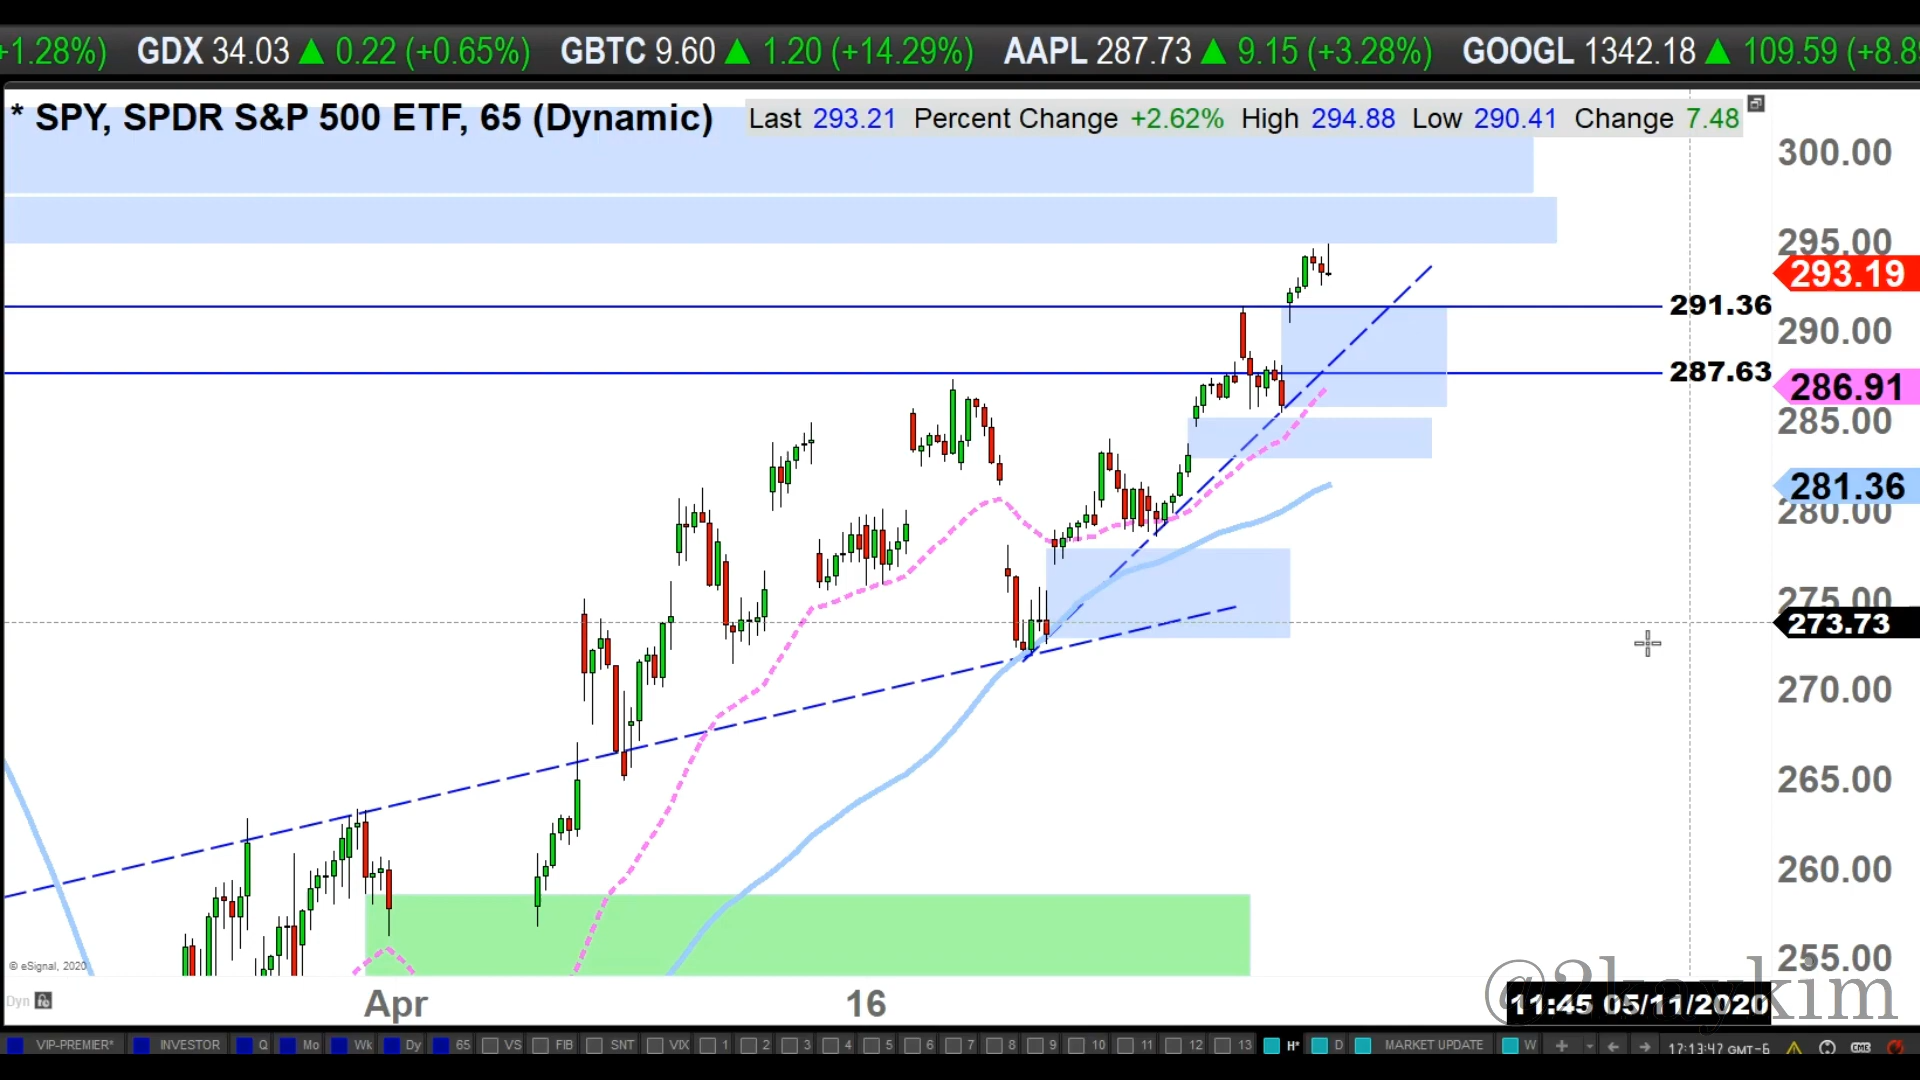 +1.28%) GDX 34.03 ▲ 0.22 (+0.65%) GBTC 9.60 ▲ 1.20 (+14.29%) AAPL 287.73 ▲ 9.15 (+3.28%) GOOGL 1342.18 ▲ 109.59 (+8.8
* SPY, SPDR S&P 500 ETF, 65 (Dynamic) Last 293.21 Percent Change +2.62% High 294.88 Low 290.41 Change 7.48
300.00
295.00
293.19
291.36
290.00
287.63
286.91
285.00
281.36
280.00
275.00
273.73
270.00
265.00
260.00
255.00
© eSignal, 2020
@2kaykim
Dyn
Apr 16 11:45 05/11/2020
VIP-PREMIER* INVESTOR Q Mo Wk Dy 65 VS FIB SNT VIX 1 2 3 4 5 6 7 8 9 10 11 12 13 H* D MARKET UPDATE W 17:13:47 GMT-6 CME